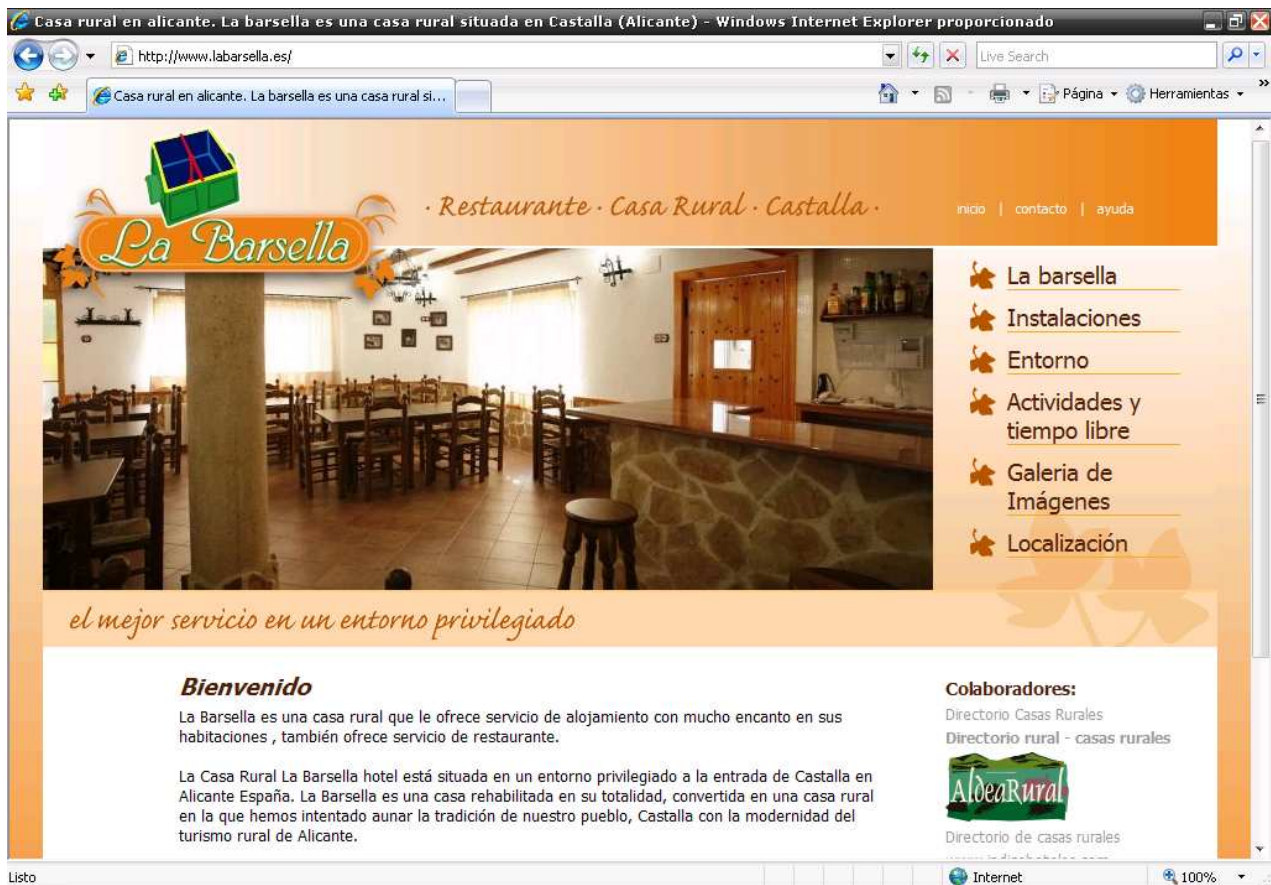 Casa rural en alicante. La barsella es una casa rural situada en Castalla (Alicante) - Windows Internet Explorer proporcionado
http://www.labarsella.es/
Live Search
Casa rural en alicante. La barsella es una casa rural si...
Página
Herramientas
La Barsella
· Restaurante · Casa Rural · Castalla ·
inicio | contacto | ayuda
La barsella
Instalaciones
Entorno
Actividades y
tiempo libre
Galeria de
Imágenes
Localización
el mejor servicio en un entorno privilegiado
Bienvenido
La Barsella es una casa rural que le ofrece servicio de alojamiento con mucho encanto en sus
habitaciones , también ofrece servicio de restaurante.
La Casa Rural La Barsella hotel está situada en un entorno privilegiado a la entrada de Castalla en
Alicante España. La Barsella es una casa rehabilitada en su totalidad, convertida en una casa rural
en la que hemos intentado aunar la tradición de nuestro pueblo, Castalla con la modernidad del
turismo rural de Alicante.
Colaboradores:
Directorio Casas Rurales
Directorio rural - casas rurales
AldeaRural
Directorio de casas rurales
Listo
Internet
100%